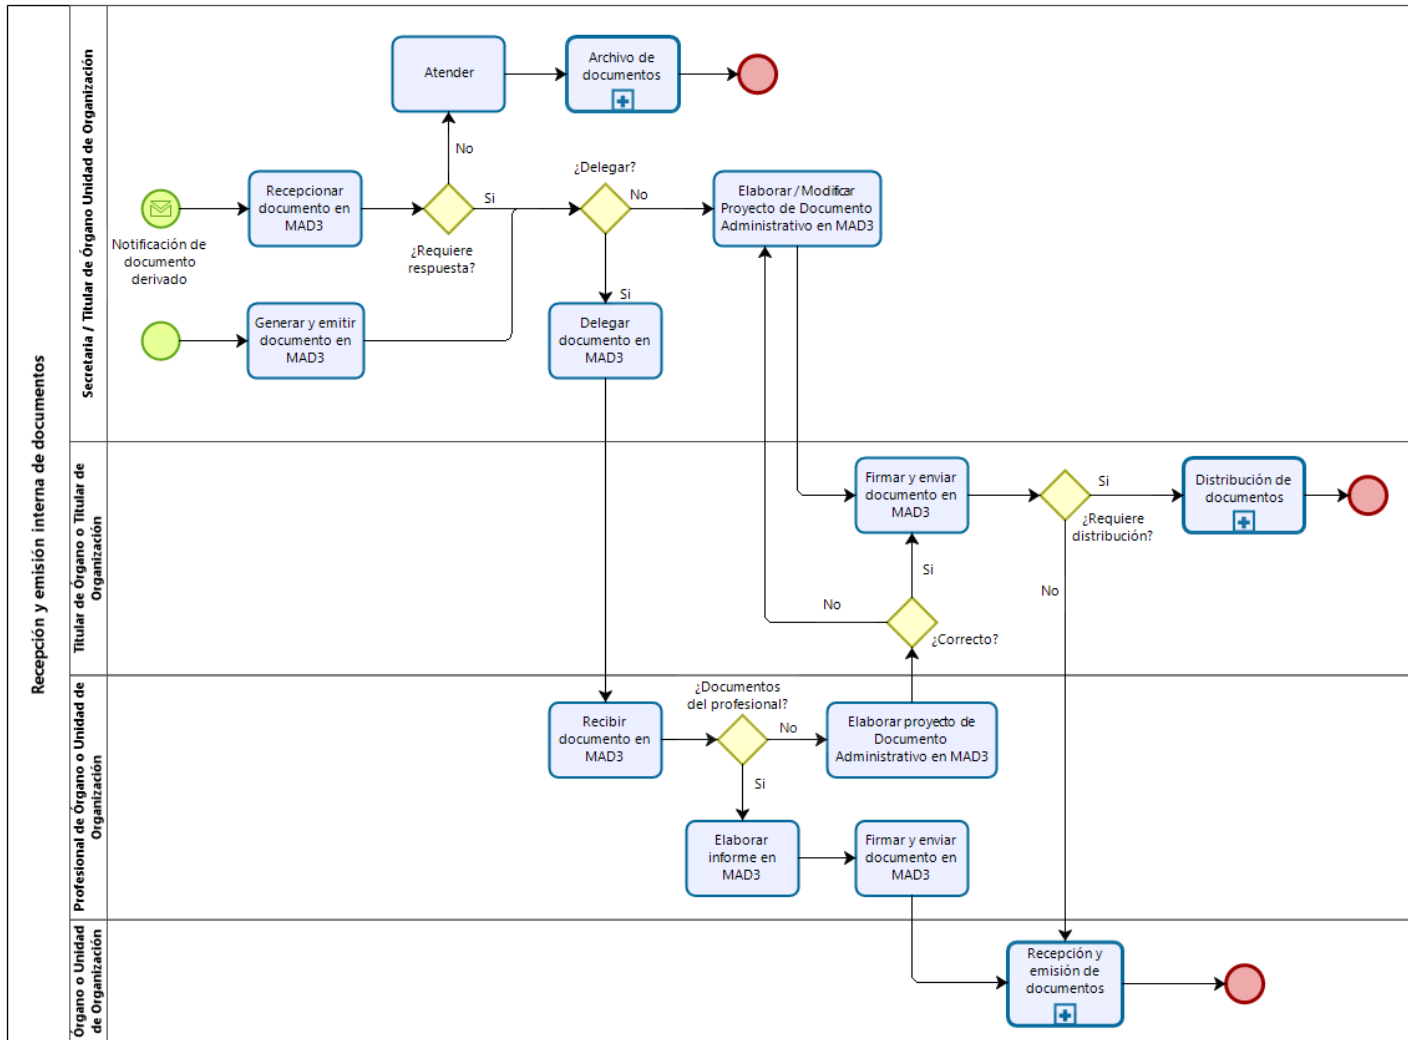 Recepción y emisión interna de documentos
Secretaria / Titular de Órgano Unidad de Organización
Atender
Archivo de
documentos
No
¿Delegar?
Notificación de
documento
derivado
Recepcionar
documento en
MAD3
Si
¿Requiere
respuesta?
No
Elaborar / Modificar
Proyecto de Documento
Administrativo en MAD3
Si
Generar y emitir
documento en
MAD3
Delegar
documento en
MAD3
Titular de Órgano o Titular de
Organización
Firmar y enviar
documento en
MAD3
Si
¿Requiere
distribución?
Distribución de
documentos
Si
No
No
¿Correcto?
Profesional de Órgano o Unidad de
Organización
Recibir
documento en
MAD3
¿Documentos
del profesional?
No
Elaborar proyecto de
Documento
Administrativo en MAD3
Si
Elaborar
informe en
MAD3
Firmar y enviar
documento en
MAD3
Órgano o Unidad
de Organización
Recepción y
emisión de
documentos